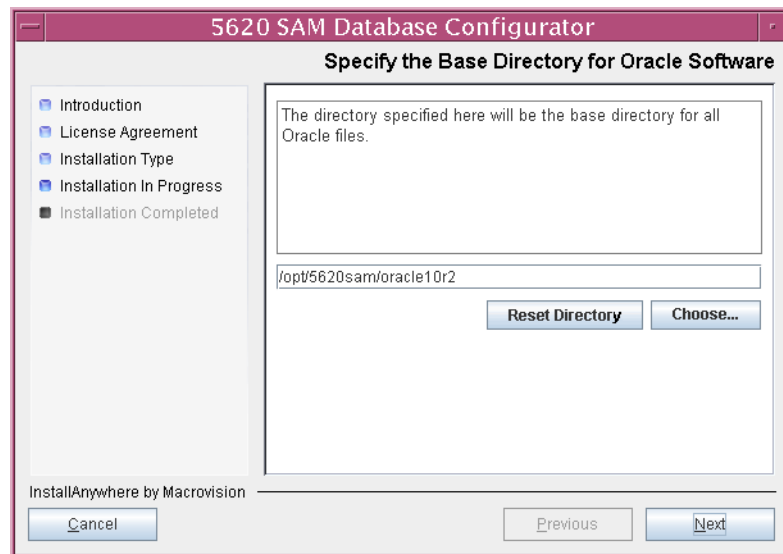 5620 SAM Database Configurator
Specify the Base Directory for Oracle Software
Introduction
License Agreement
Installation Type
Installation In Progress
Installation Completed
The directory specified here will be the base directory for all
Oracle files.
/opt/5620sam/oracle10r2
Reset Directory
Choose...
InstallAnywhere by Macrovision
Cancel
Previous
Next